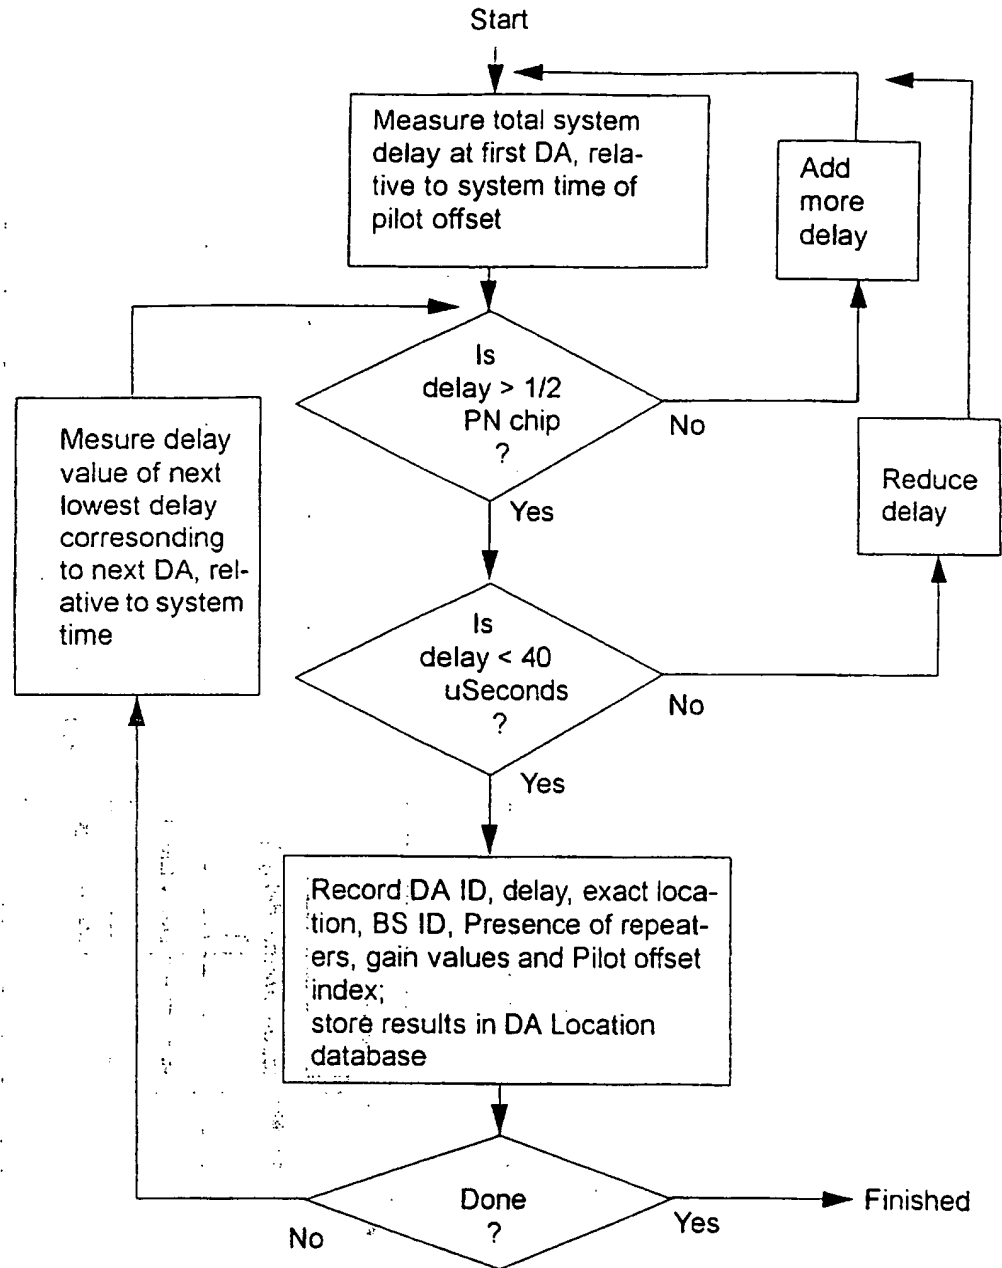 Start
Measure total system
delay at first DA, rela-
tive to system time of
pilot offset
Add
more
delay
Is
delay > 1/2
PN chip
?
No
Yes
Mesure delay
value of next
lowest delay
corresonding
to next DA, rel-
ative to system
time
Reduce
delay
Is
delay < 40
uSeconds
?
No
Yes
Record DA ID, delay, exact loca-
tion, BS ID, Presence of repeat-
ers, gain values and Pilot offset
index;
store results in DA Location
database
Done
?
No
Yes
Finished